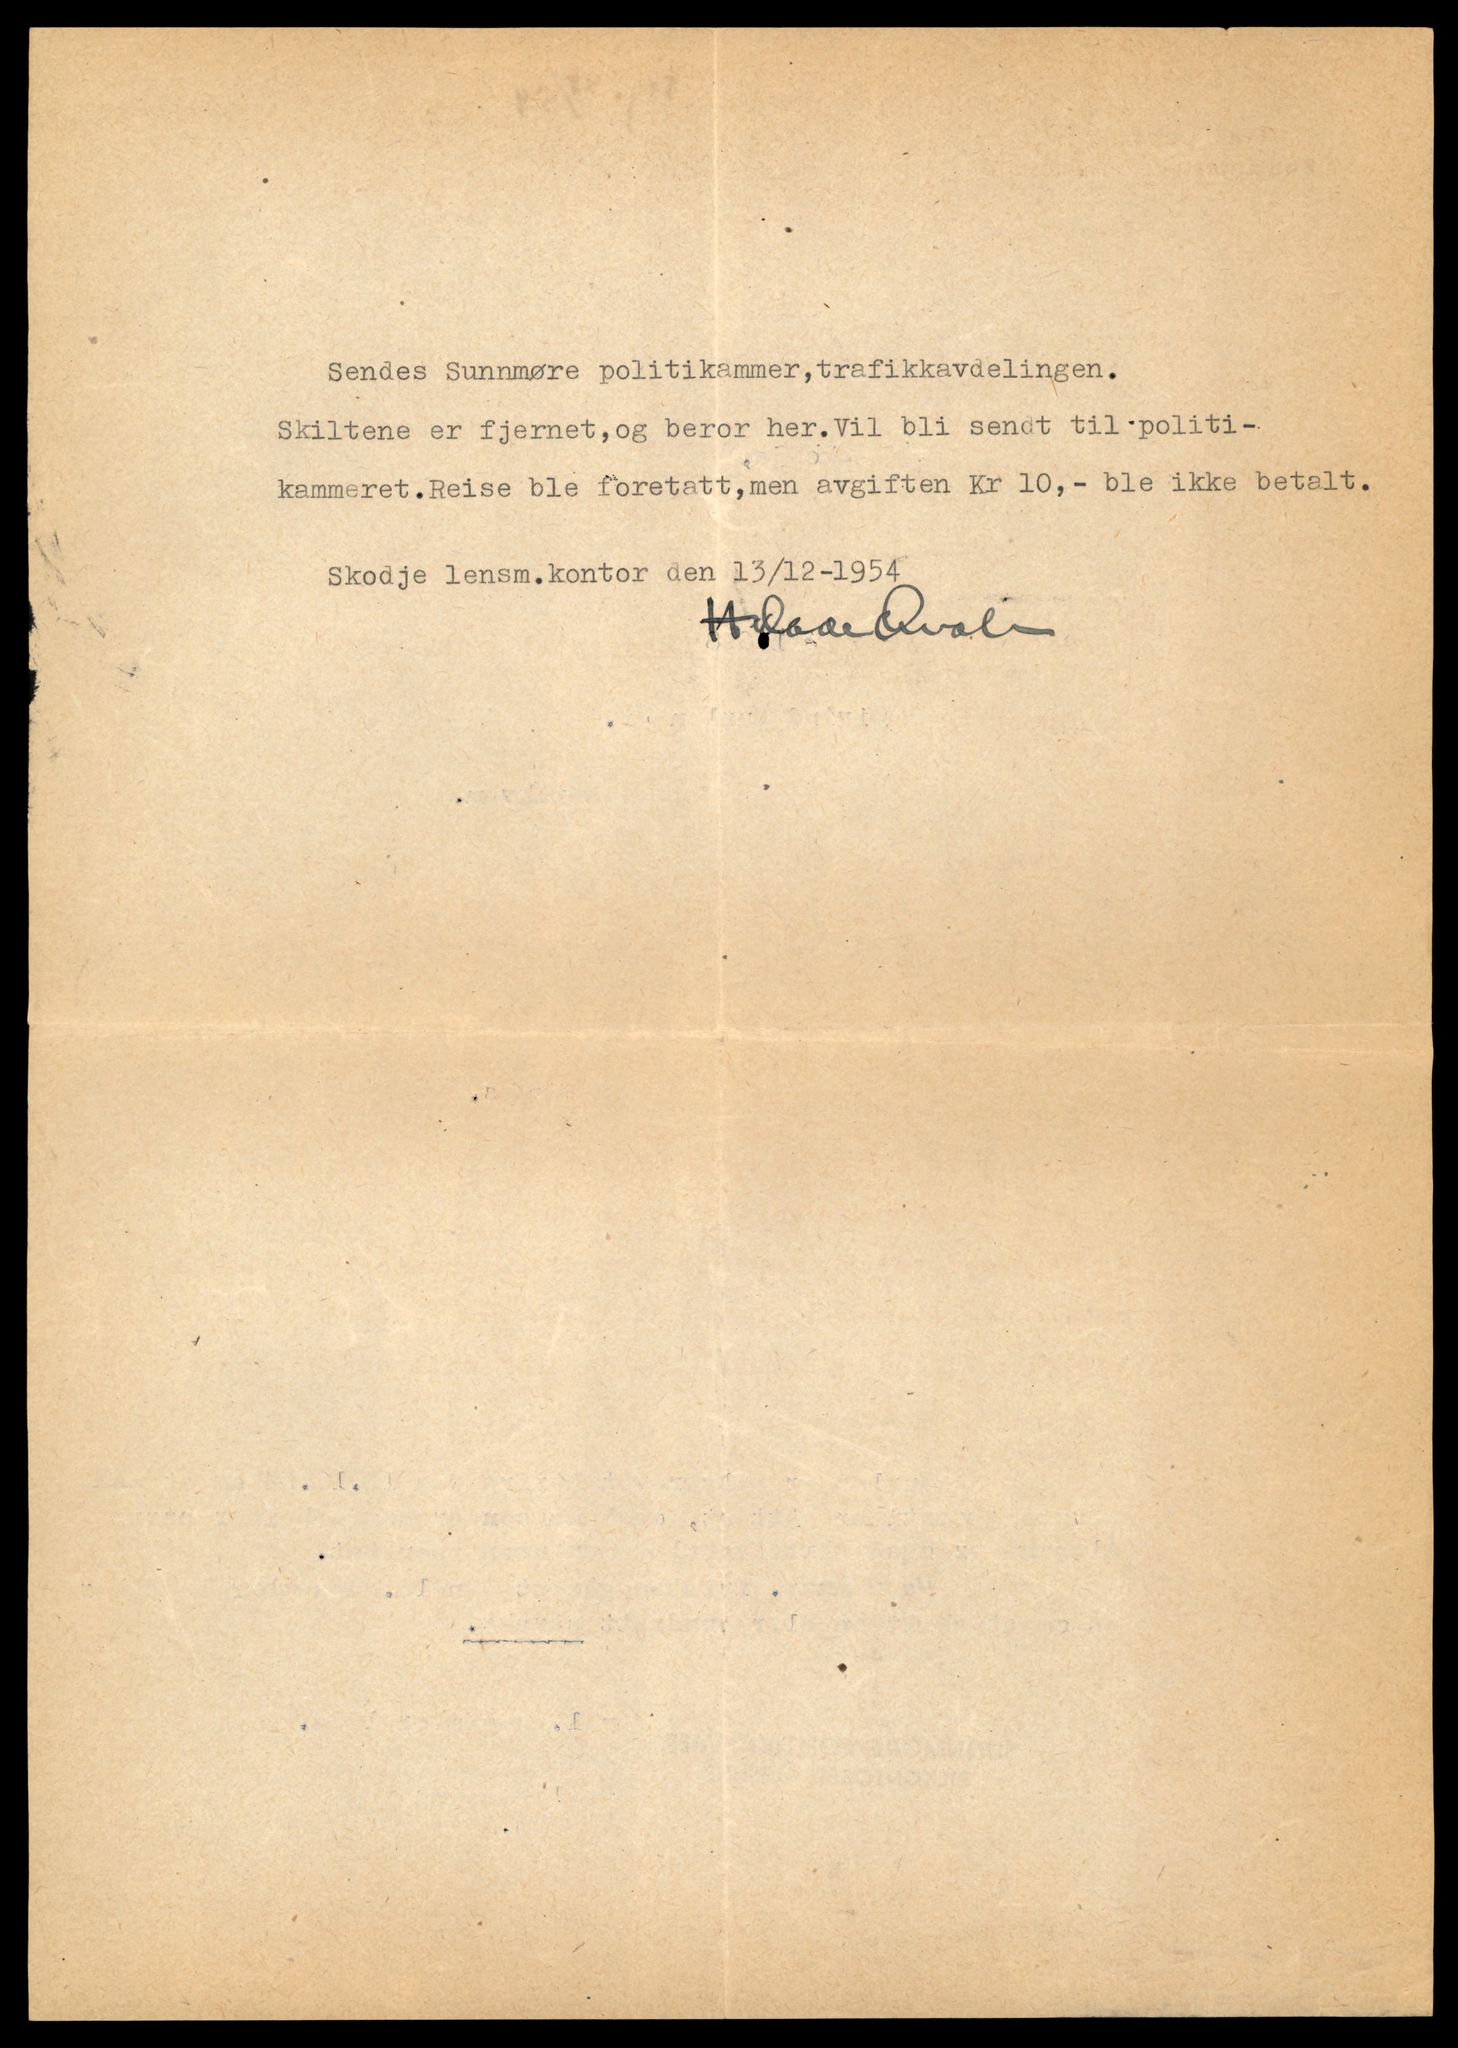 Sendes Sunnmøre politikammer,trafikkavdelingen.
Skiltene er fjernet,og beror her.Vil bli sendt til politi-
kammeret.Reise ble foretatt,men avgiften Kr 10,- ble ikke betalt.
Skodje lensm.kontor den 13/12-1954